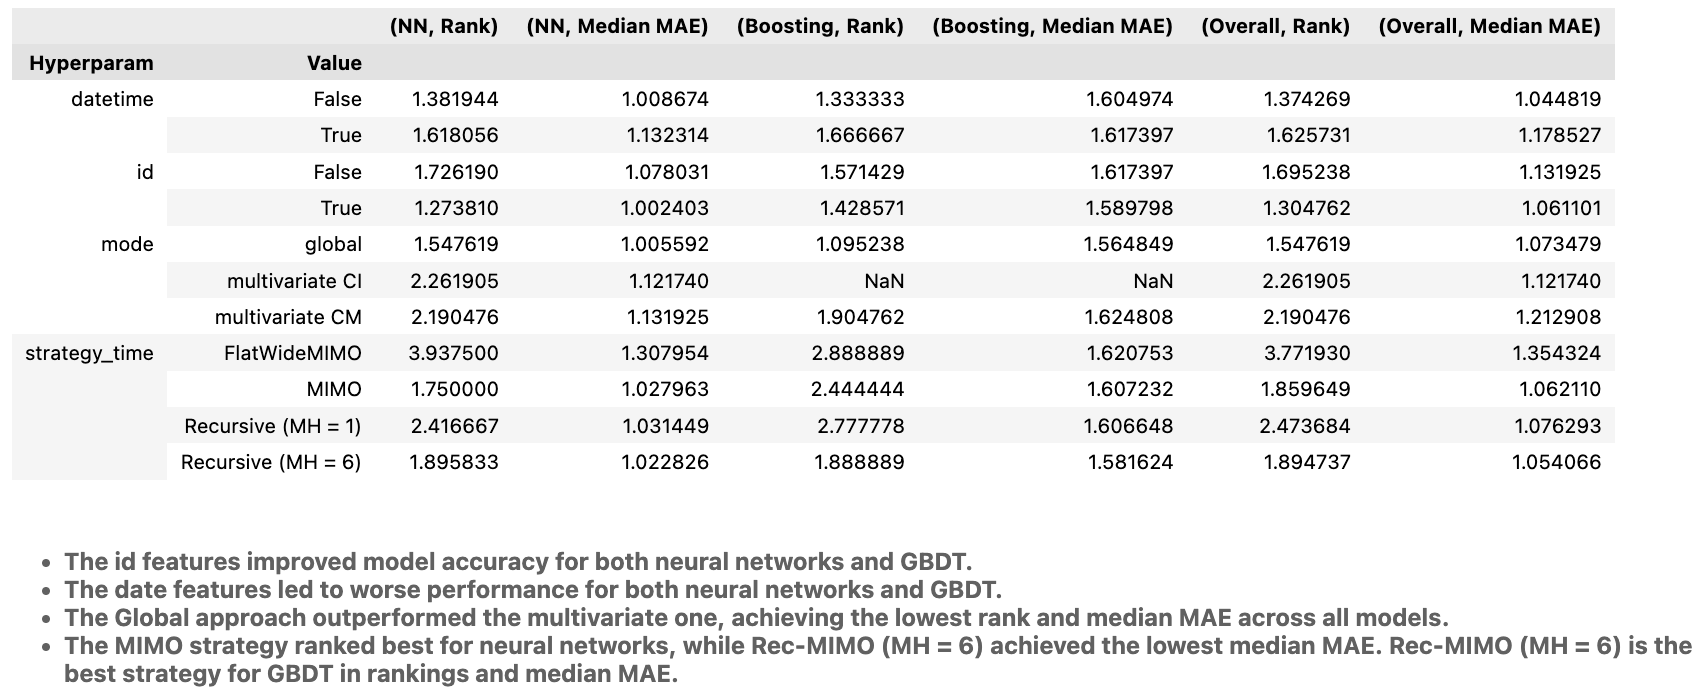 (NN, Rank) (NN, Median MAE) (Boosting, Rank) (Boosting, Median MAE) (Overall, Rank) (Overall, Median MAE)
Hyperparam Value
datetime False 1.381944 1.008674 1.333333 1.604974 1.374269 1.044819
True 1.618056 1.132314 1.666667 1.617397 1.625731 1.178527
id False 1.726190 1.078031 1.571429 1.617397 1.695238 1.131925
True 1.273810 1.002403 1.428571 1.589798 1.304762 1.061101
mode global 1.547619 1.005592 1.095238 1.564849 1.547619 1.073479
multivariate CI 2.261905 1.121740 NaN NaN 2.261905 1.121740
multivariate CM 2.190476 1.131925 1.904762 1.624808 2.190476 1.212908
strategy_time FlatWideMIMO 3.937500 1.307954 2.888889 1.620753 3.771930 1.354324
MIMO 1.750000 1.027963 2.444444 1.607232 1.859649 1.062110
Recursive (MH = 1) 2.416667 1.031449 2.777778 1.606648 2.473684 1.076293
Recursive (MH = 6) 1.895833 1.022826 1.888889 1.581624 1.894737 1.054066
• The id features improved model accuracy for both neural networks and GBDT.
• The date features led to worse performance for both neural networks and GBDT.
• The Global approach outperformed the multivariate one, achieving the lowest rank and median MAE across all models.
• The MIMO strategy ranked best for neural networks, while Rec-MIMO (MH = 6) achieved the lowest median MAE. Rec-MIMO (MH = 6) is the
best strategy for GBDT in rankings and median MAE.